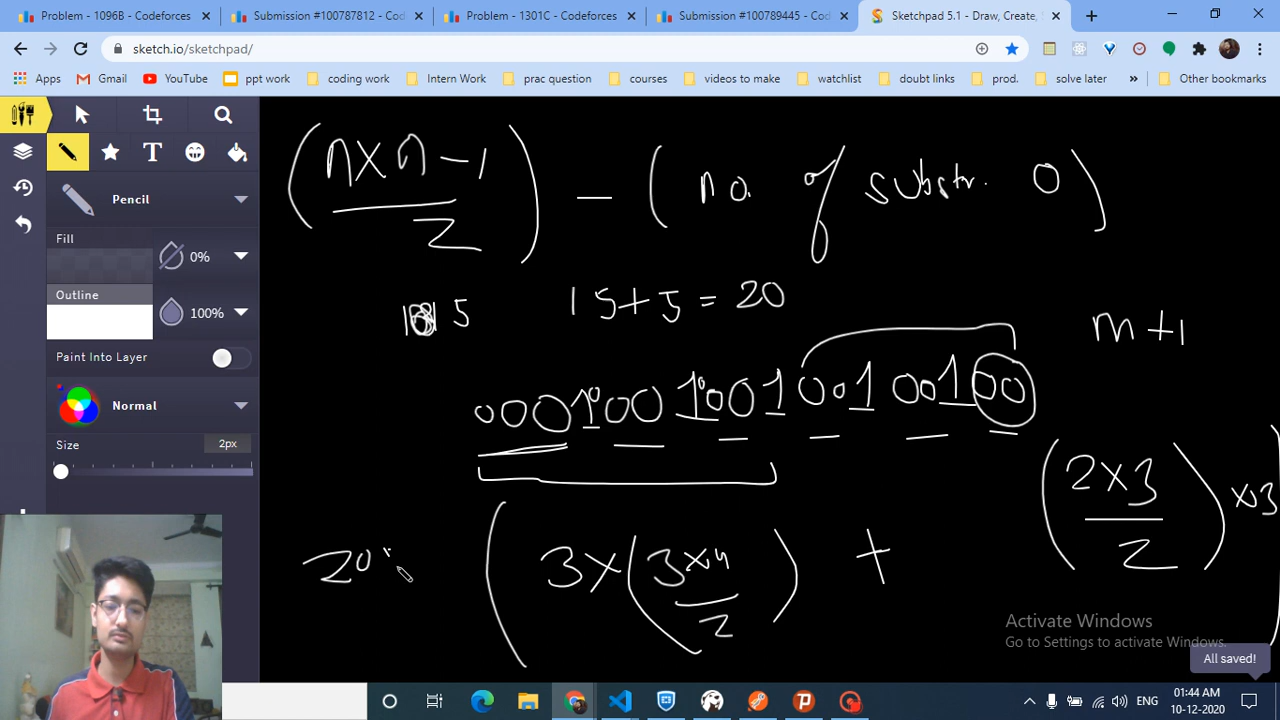 Problem - 1096B - Codeforces
Submission #100787812 - Cod
Problem - 1301C - Codeforces
Submission #100789445 - Cod
Sketchpad 5.1 - Draw, Create,
sketch.io/sketchpad/
Apps
Gmail
YouTube
ppt work
coding work
Intern Work
prac question
courses
videos to make
watchlist
doubt links
prod.
solve later
»
Other bookmarks
Pencil
Fill
0%
Outline
100%
Paint Into Layer
Normal
Size
2px
(n×n-1 / 2) - (no. of substr. 0)
15 15+5=20
m+1
0001000100100100100
(2×3 / 2) ×3
20 (3×(3×4 / 2) +
Activate Windows
Go to Settings to activate Windows.
All saved!
ENG
01:44 AM
10-12-2020